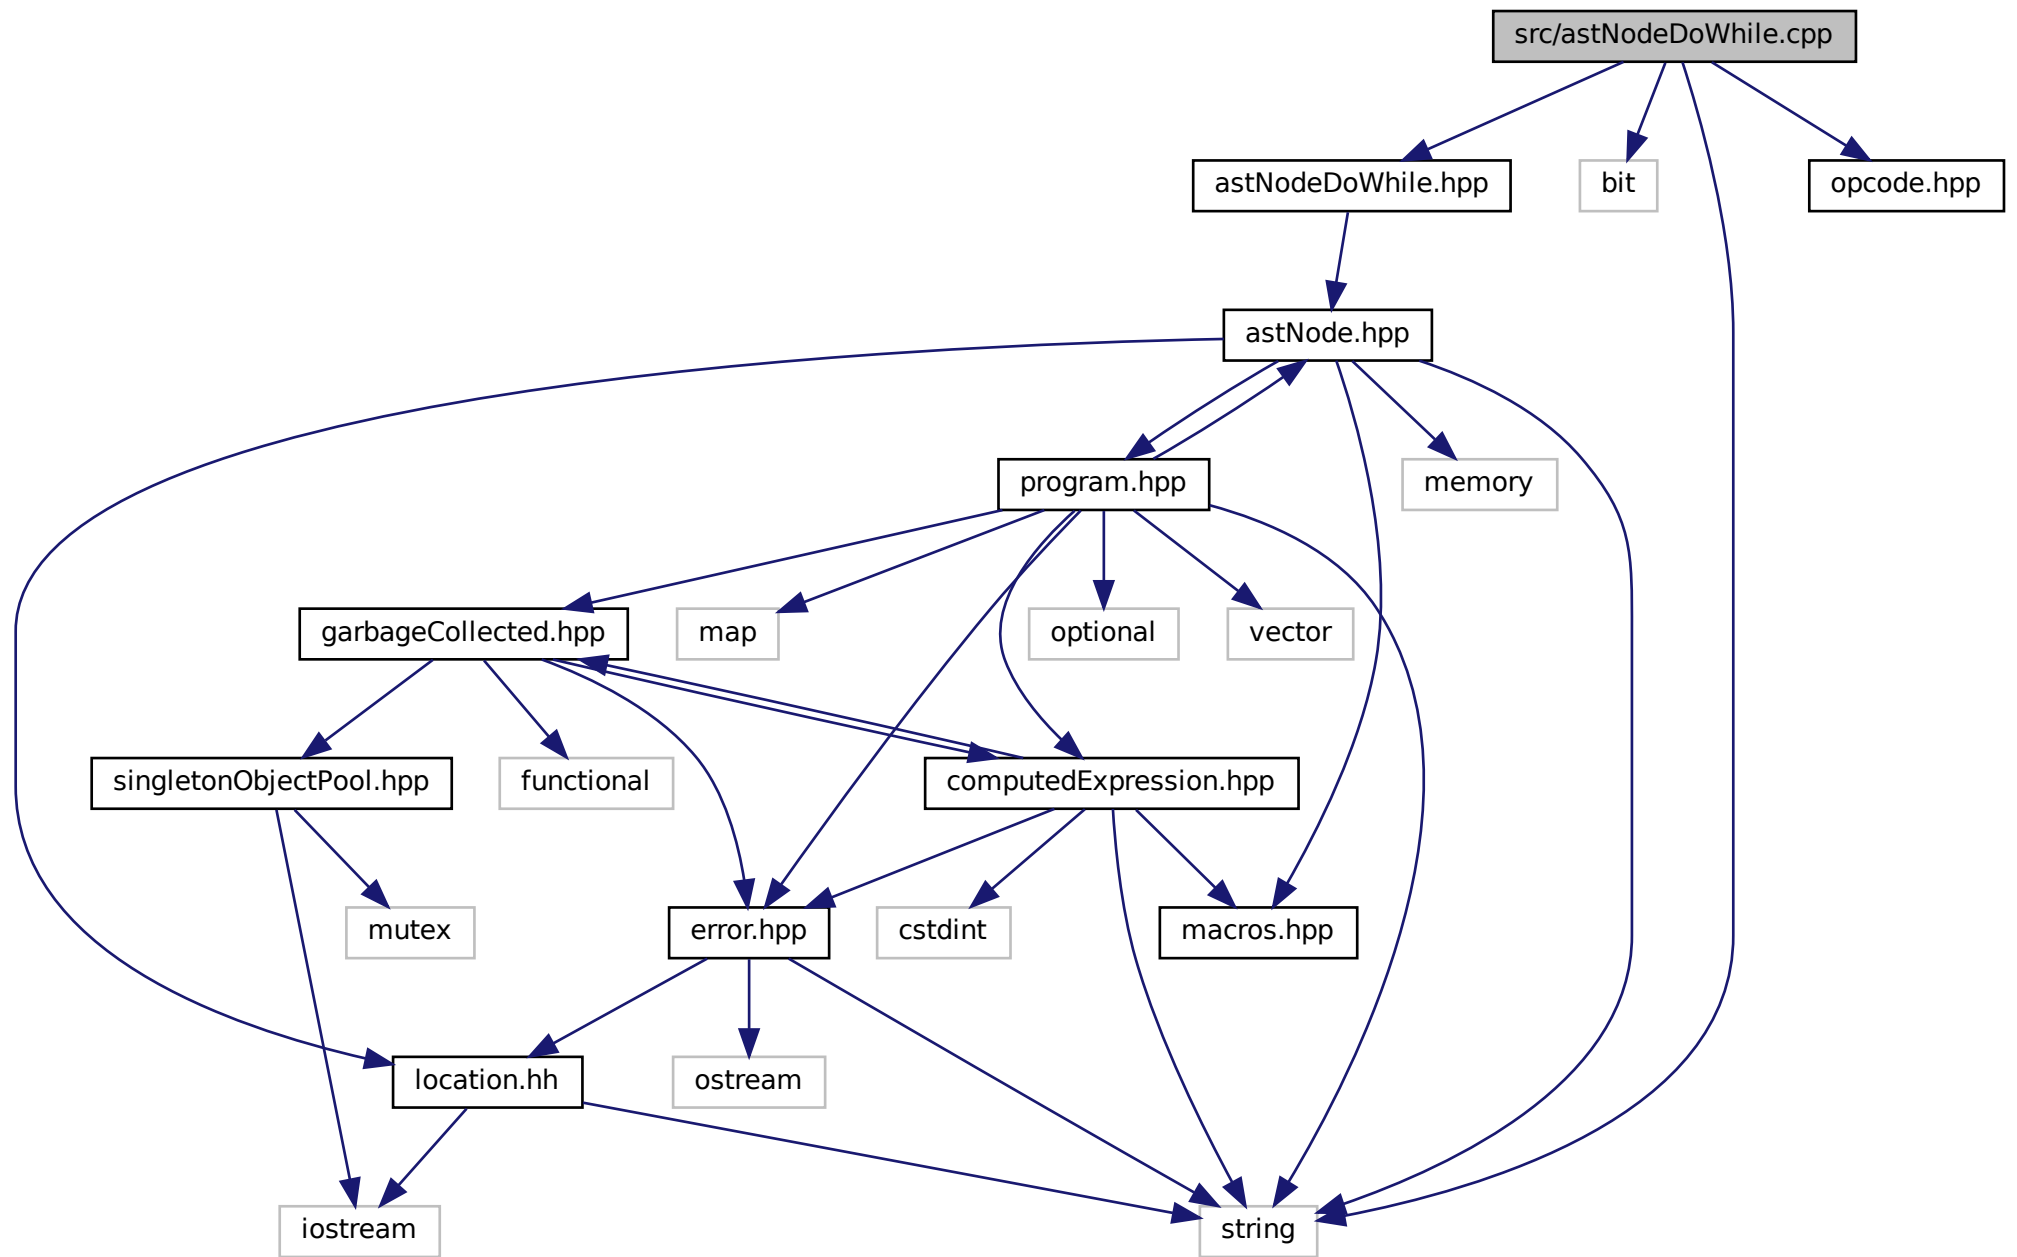 src/astNodeDoWhile.cpp
astNodeDoWhile.hpp
bit
opcode.hpp
astNode.hpp
program.hpp
memory
garbageCollected.hpp
map
optional
vector
singletonObjectPool.hpp
functional
computedExpression.hpp
mutex
error.hpp
cstdint
macros.hpp
location.hh
ostream
iostream
string